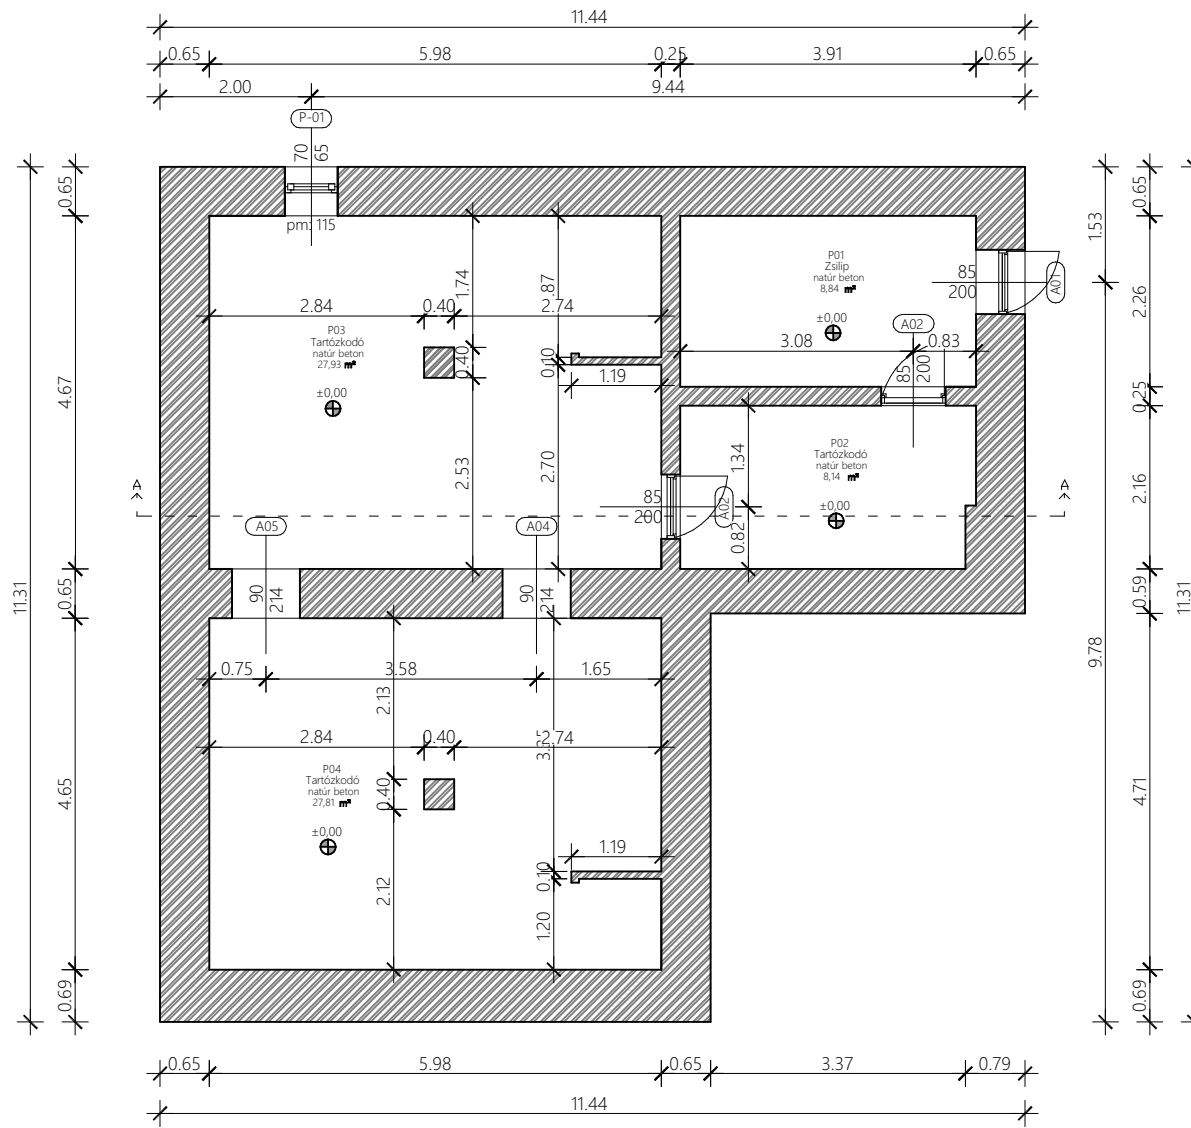 11.44
0.65 5.98 0.25 3.91 0.65
2.00 9.44
P-01
70
65
pm: 115
0.65
4.67
0.65
4.65
0.69
11.31
1.53
9.78
0.65
2.26
0.25
2.16
0.59
4.71
0.69
11.31
P01
Zsilip
natúr beton
8,84 m²
±0,00
85
200
A01
A02
3.08 0.83
85
200
1.74
.87
2.84 0.40 2.74
P03
Tartózkodó
natúr beton
27,93 m²
±0,00
0.40
0.10
1.19
2.53
2.70
P02
Tartózkodó
natúr beton
8,14 m²
±0,00
1.34
0.82
85
200
A02
A
A
A05
A04
90
214
90
214
0.75 3.58 1.65
2.13
2.84 0.40 2.74
P04
Tartózkodó
natúr beton
27,81 m²
±0,00
0.40
2.12
1.19
0.10
1.20
0.65 5.98 0.65 3.37 0.79
11.44